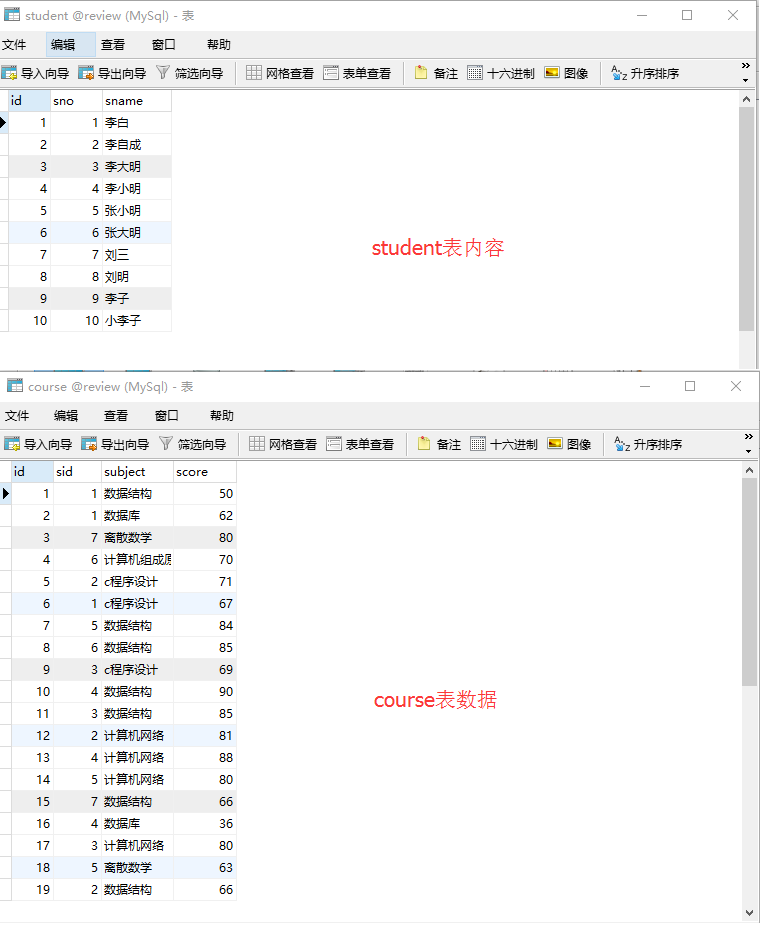 student @review (MySql) - 表
文件 编辑 查看 窗口 帮助
导入向导 导出向导 筛选向导 网格查看 表单查看 备注 十六进制 图像 升序排序
id sno sname
1 1 李白
2 2 李自成
3 3 李大明
4 4 李小明
5 5 张小明
6 6 张大明
7 7 刘三
8 8 刘明
9 9 李子
10 10 小李子
student表内容
course @review (MySql) - 表
文件 编辑 查看 窗口 帮助
导入向导 导出向导 筛选向导 网格查看 表单查看 备注 十六进制 图像 升序排序
id sid subject score
1 1 数据结构 50
2 1 数据库 62
3 7 离散数学 80
4 6 计算机组成原 70
5 2 c程序设计 71
6 1 c程序设计 67
7 5 数据结构 84
8 6 数据结构 85
9 3 c程序设计 69
10 4 数据结构 90
11 3 数据结构 85
12 2 计算机网络 81
13 4 计算机网络 88
14 5 计算机网络 80
15 7 数据结构 66
16 4 数据库 36
17 3 计算机网络 80
18 5 离散数学 63
19 2 数据结构 66
course表数据